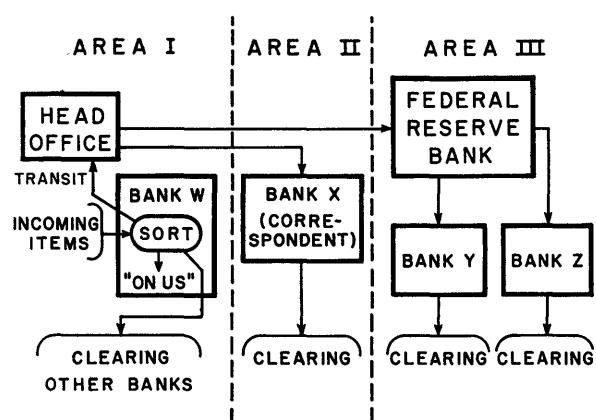 AREA I
AREA II
AREA III
HEAD
OFFICE
FEDERAL
RESERVE
BANK
TRANSIT
BANK W
INCOMING
ITEMS
SORT
"ON US"
BANK X
(CORRE-
SPONDENT)
BANK Y
BANK Z
CLEARING
OTHER BANKS
CLEARING
CLEARING
CLEARING